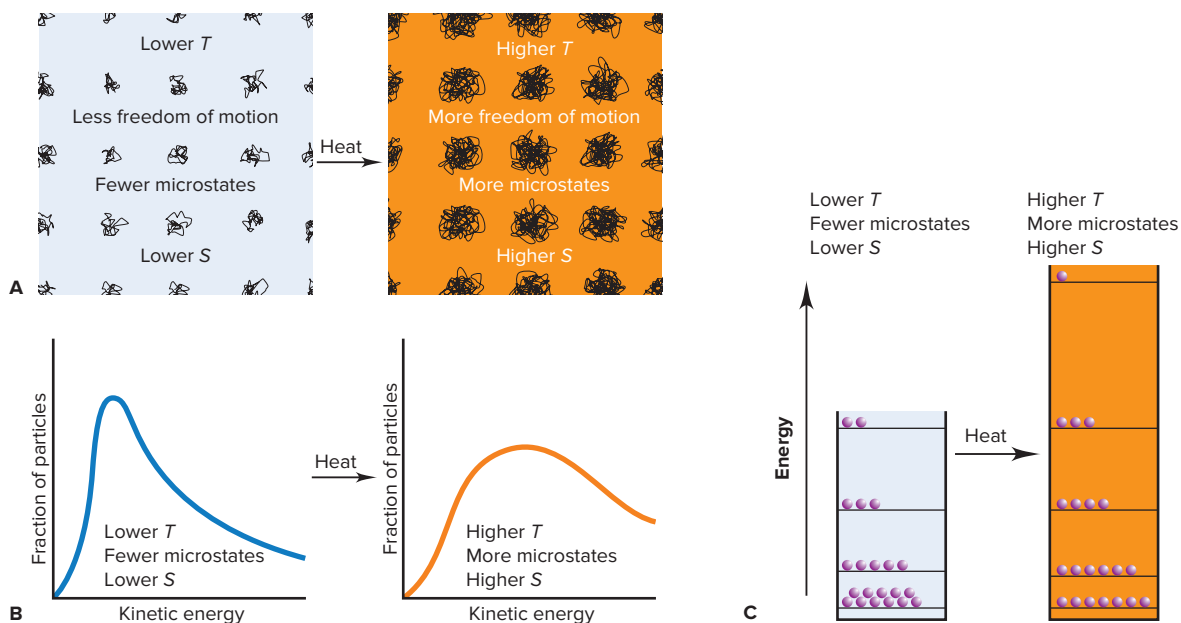 Lower T
Less freedom of motion
Fewer microstates
Lower S
Heat
Higher T
More freedom of motion
More microstates
Higher S
A
Fraction of particles
Lower T
Fewer microstates
Lower S
Kinetic energy
Heat
Fraction of particles
Higher T
More microstates
Higher S
Kinetic energy
B
Lower T
Fewer microstates
Lower S
Higher T
More microstates
Higher S
Energy
Heat
C